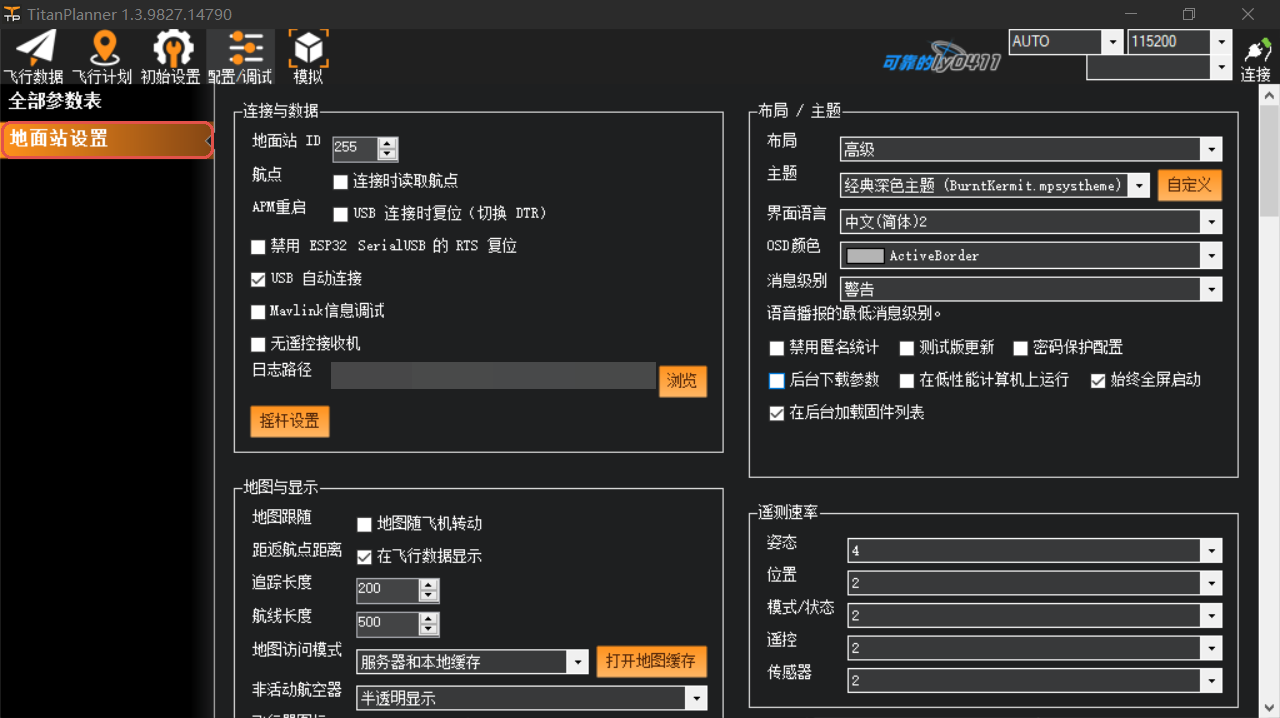 TitanPlanner 1.3.9827.14790
飞行数据 飞行计划 初始设置 配置/调试 模拟
可靠的lyd411
AUTO 115200
连接
全部参数表
地面站设置
连接与数据
地面站 ID 255
航点 连接时读取航点
APM重启 USB 连接时复位（切换 DTR）
禁用 ESP32 SerialUSB 的 RTS 复位
USB 自动连接
Mavlink信息调试
无遥控接收机
日志路径 浏览
摇杆设置
地图与显示
地图跟随 地图随飞机转动
距返航点距离 在飞行数据显示
追踪长度 200
航线长度 500
地图访问模式 服务器和本地缓存 打开地图缓存
非活动航空器 半透明显示
布局 / 主题
布局 高级
主题 经典深色主题 (BurntKermit.mpsystheme) 自定义
界面语言 中文(简体)2
OSD颜色 ActiveBorder
消息级别 警告
语音播报的最低消息级别。
禁用匿名统计 测试版更新 密码保护配置
后台下载参数 在低性能计算机上运行 始终全屏启动
在后台加载固件列表
遥测速率
姿态 4
位置 2
模式/状态 2
遥控 2
传感器 2